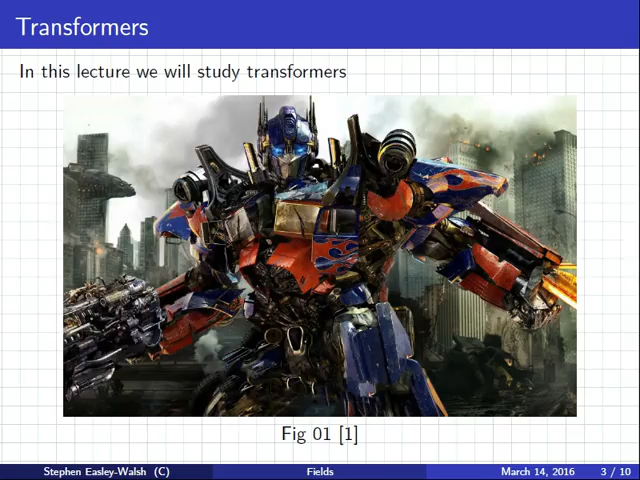 Transformers
In this lecture we will study transformers
Fig 01 [1]
Stephen Easley-Walsh (C) Fields March 14, 2016 3 / 10